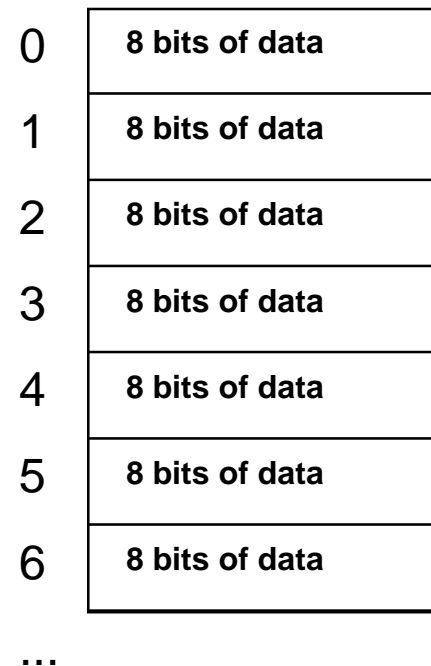 0 8 bits of data
1 8 bits of data
2 8 bits of data
3 8 bits of data
4 8 bits of data
5 8 bits of data
6 8 bits of data
...